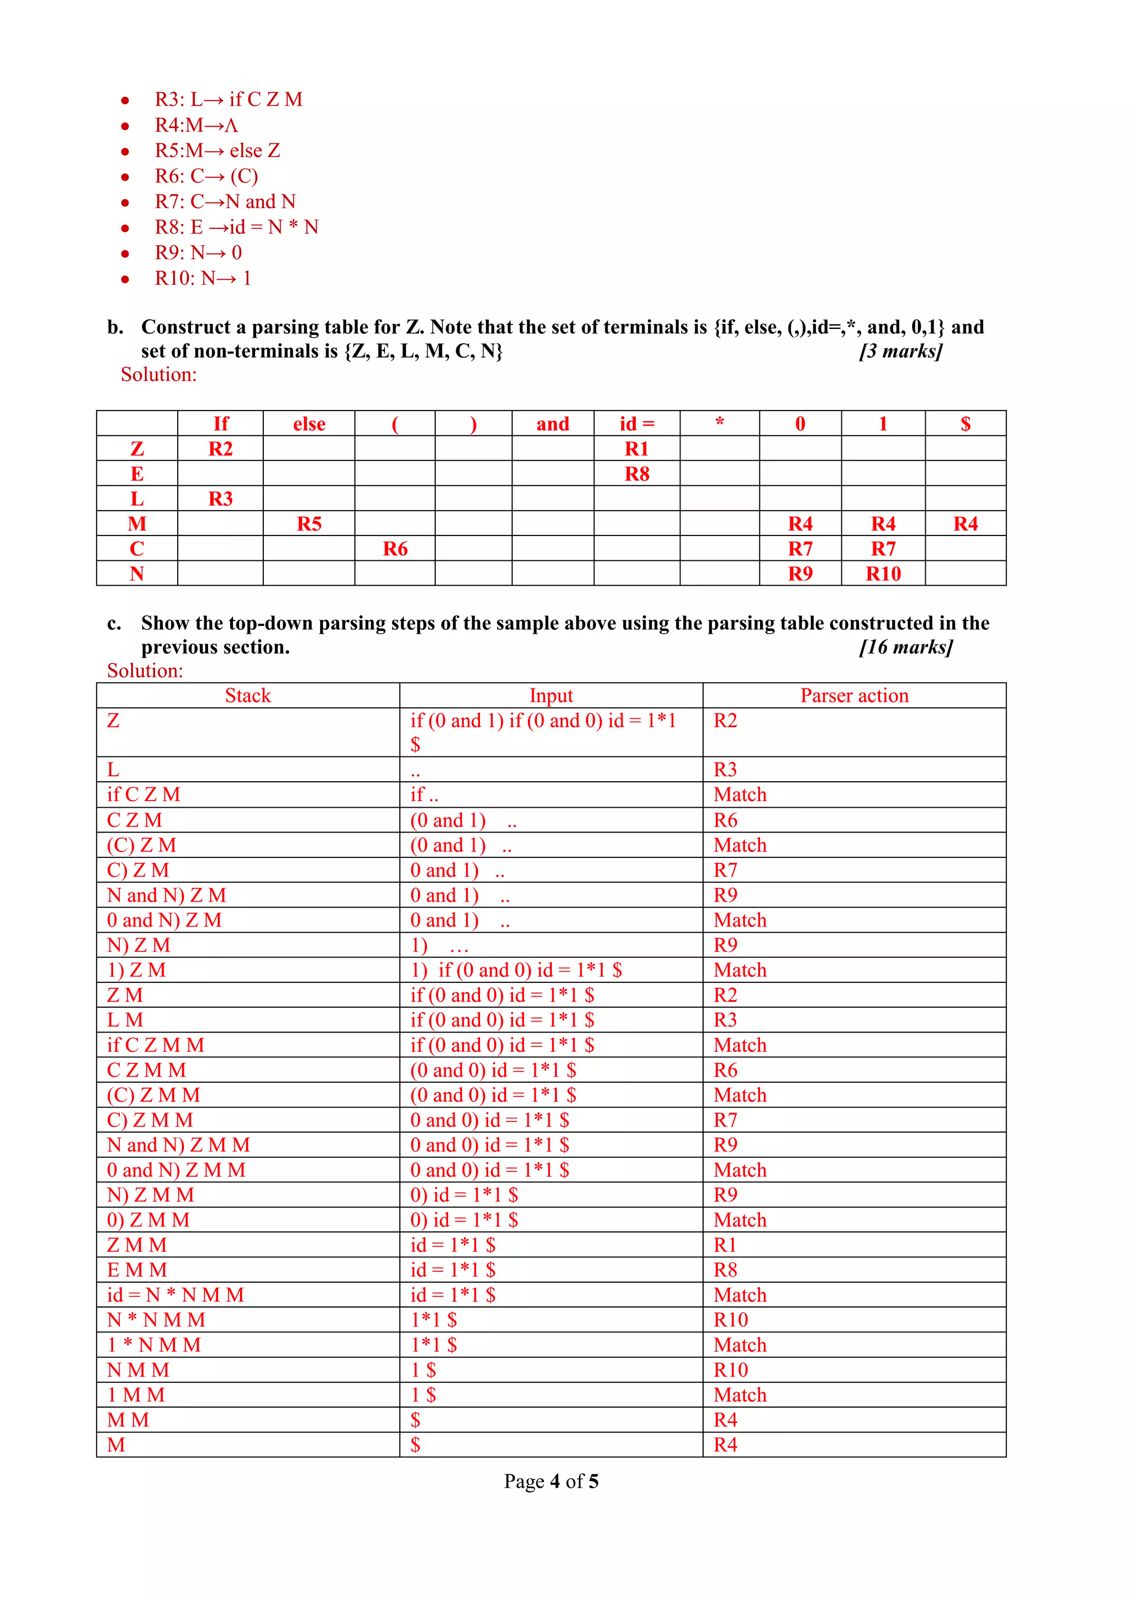 • R3: L→ if C Z M
• R4:M→Λ
• R5:M→ else Z
• R6: C→ (C)
• R7: C→N and N
• R8: E →id = N * N
• R9: N→ 0
• R10: N→ 1
b. Construct a parsing table for Z. Note that the set of terminals is {if, else, (,),id=,*, and, 0,1} and
set of non-terminals is {Z, E, L, M, C, N} [3 marks]
Solution:
If else ( ) and id = * 0 1 $
Z R2 R1
E R8
L R3
M R5 R4 R4 R4
C R6 R7 R7
N R9 R10
c. Show the top-down parsing steps of the sample above using the parsing table constructed in the
previous section. [16 marks]
Solution:
Stack Input Parser action
Z if (0 and 1) if (0 and 0) id = 1*1 R2
$
L .. R3
if C Z M if .. Match
C Z M (0 and 1) .. R6
(C) Z M (0 and 1) .. Match
C) Z M 0 and 1) .. R7
N and N) Z M 0 and 1) .. R9
0 and N) Z M 0 and 1) .. Match
N) Z M 1) … R9
1) Z M 1) if (0 and 0) id = 1*1 $ Match
Z M if (0 and 0) id = 1*1 $ R2
L M if (0 and 0) id = 1*1 $ R3
if C Z M M if (0 and 0) id = 1*1 $ Match
C Z M M (0 and 0) id = 1*1 $ R6
(C) Z M M (0 and 0) id = 1*1 $ Match
C) Z M M 0 and 0) id = 1*1 $ R7
N and N) Z M M 0 and 0) id = 1*1 $ R9
0 and N) Z M M 0 and 0) id = 1*1 $ Match
N) Z M M 0) id = 1*1 $ R9
0) Z M M 0) id = 1*1 $ Match
Z M M id = 1*1 $ R1
E M M id = 1*1 $ R8
id = N * N M M id = 1*1 $ Match
N * N M M 1*1 $ R10
1 * N M M 1*1 $ Match
N M M 1 $ R10
1 M M 1 $ Match
M M $ R4
M $ R4
Page 4 of 5